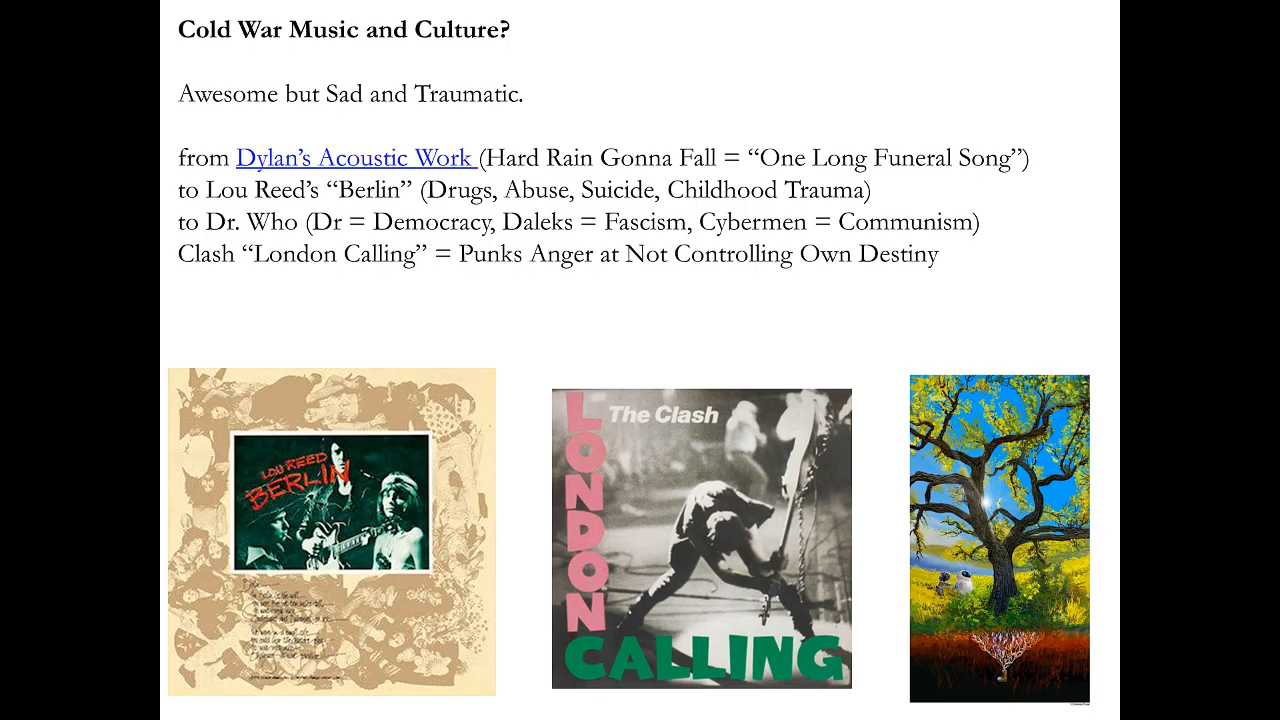 Cold War Music and Culture?
Awesome but Sad and Traumatic.
from Dylan’s Acoustic Work (Hard Rain Gonna Fall = “One Long Funeral Song”)
to Lou Reed’s “Berlin” (Drugs, Abuse, Suicide, Childhood Trauma)
to Dr. Who (Dr = Democracy, Daleks = Fascism, Cybermen = Communism)
Clash “London Calling” = Punks Anger at Not Controlling Own Destiny
LOU REED
BERLIN
The Clash
LONDON
CALLING